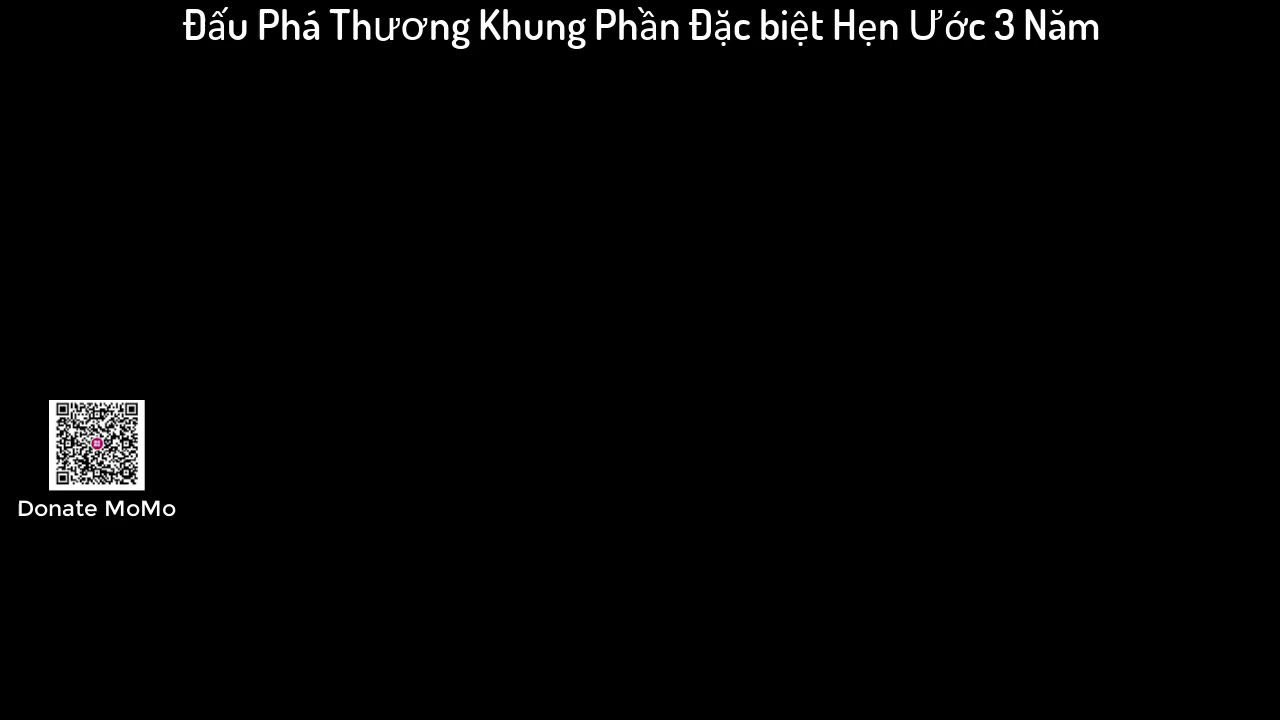 Đấu Phá Thương Khung Phần Đặc biệt Hẹn Ước 3 Năm
Donate MoMo